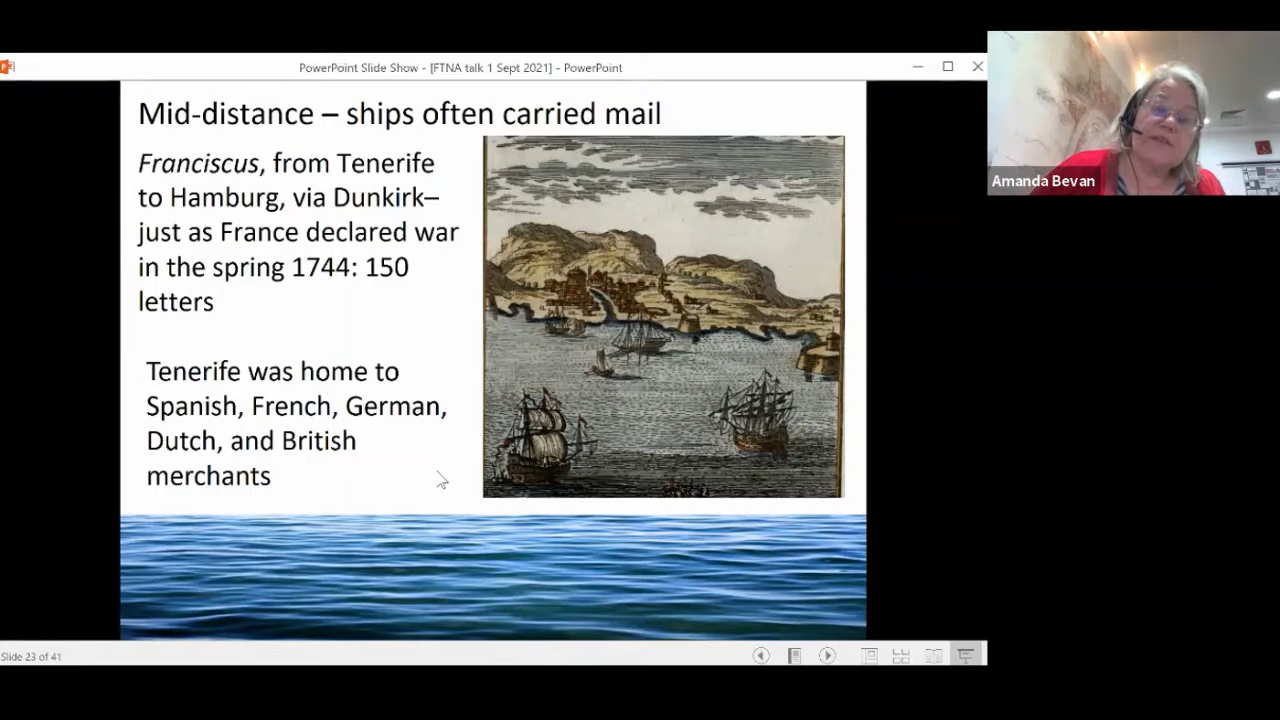 PowerPoint Slide Show - [FTNA talk 1 Sept 2021] - PowerPoint
Mid-distance – ships often carried mail
Franciscus, from Tenerife
to Hamburg, via Dunkirk–
just as France declared war
in the spring 1744: 150
letters
Tenerife was home to
Spanish, French, German,
Dutch, and British
merchants
Amanda Bevan
Slide 23 of 41